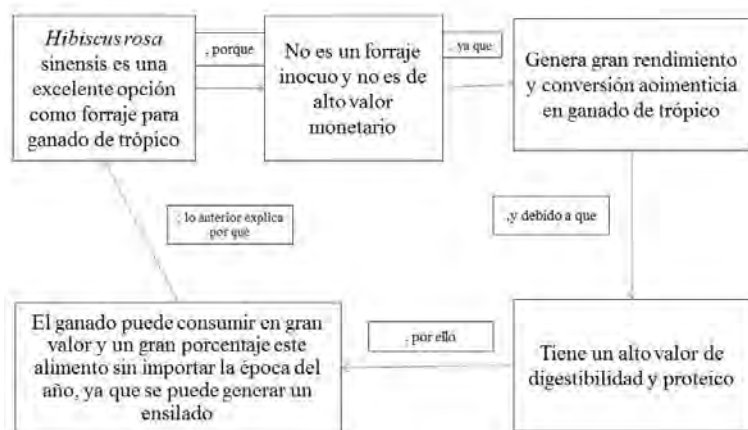 Hibiscus rosa
sinensis es una
excelente opción
como forraje para
ganado de trópico
, porque
No es un forraje
inocuo y no es de
alto valor
monetario
, ya que
Genera gran rendimiento
y conversión aoimenticia
en ganado de trópico
,y debido a que
Tiene un alto valor de
digestibilidad y proteico
, por ello
El ganado puede consumir en gran
valor y un gran porcentaje este
alimento sin importar la época del
año, ya que se puede generar un
ensilado
, lo anterior explica
por qué